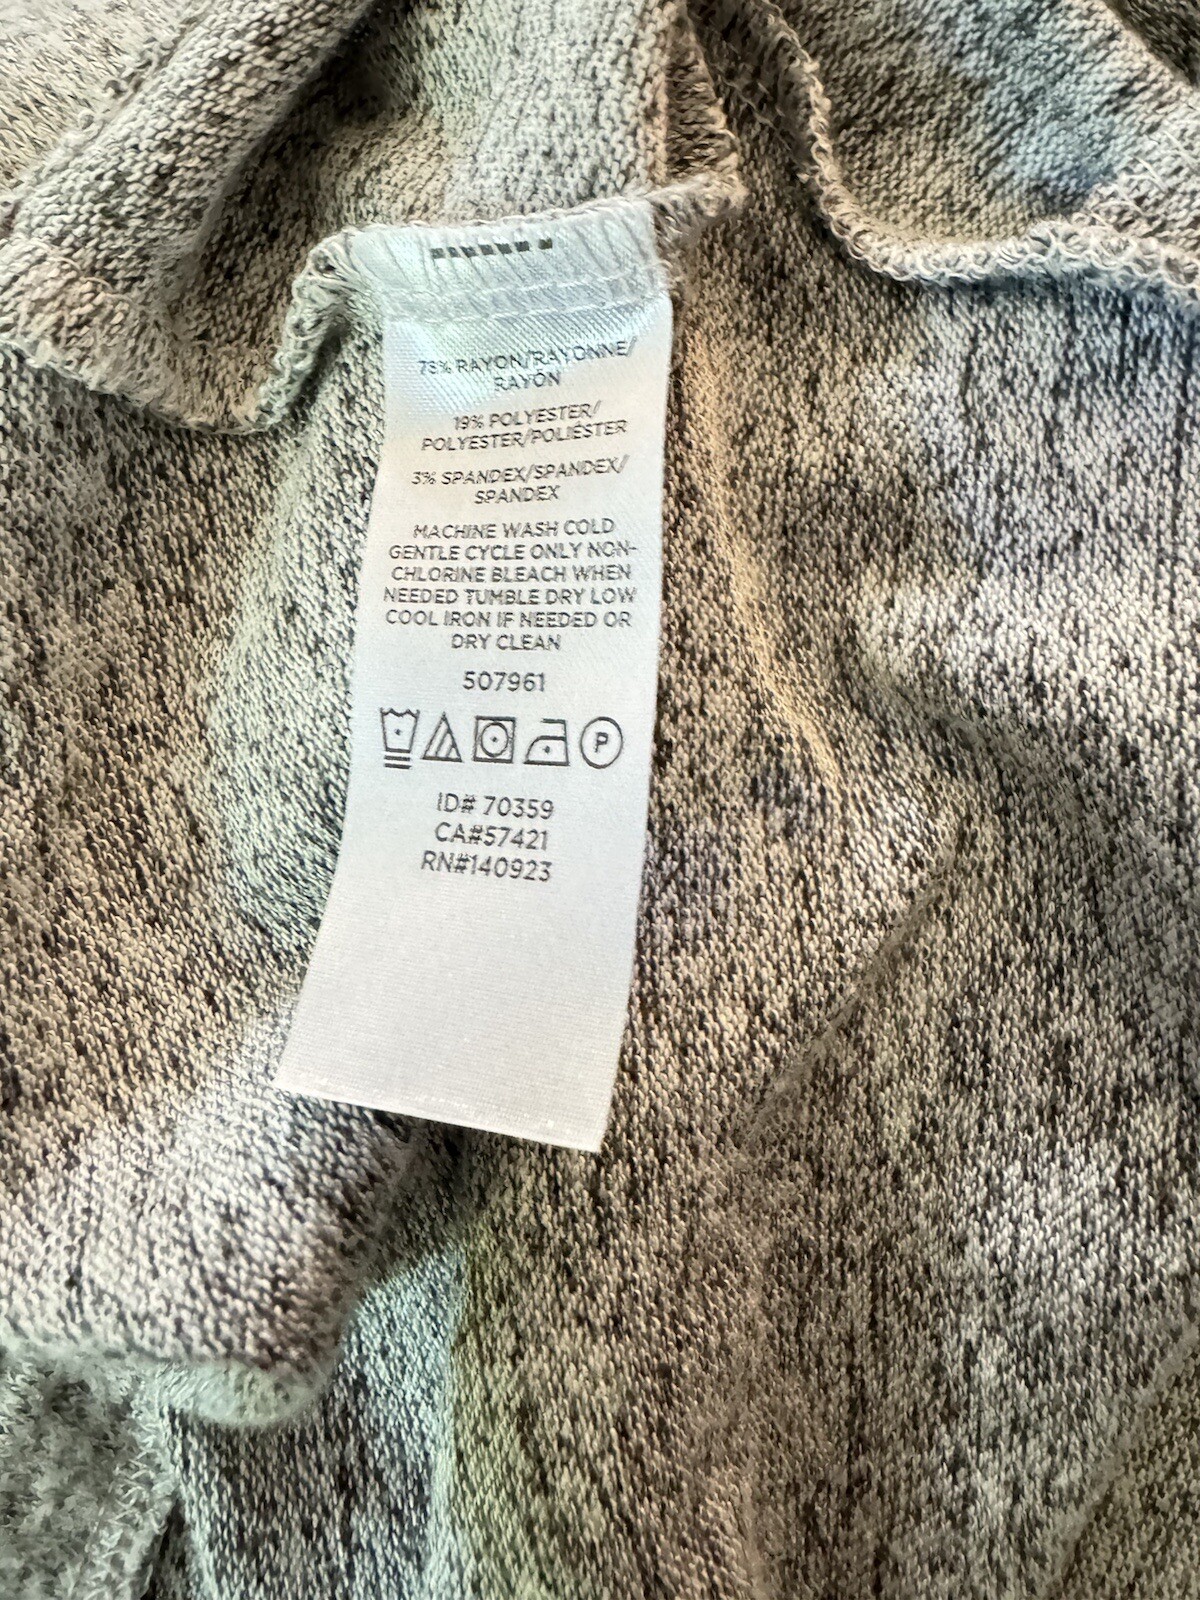 78% RAYON/RAYONNE/
RAYÓN
19% POLYESTER/
POLYESTER/POLIÉSTER
3% SPANDEX/SPANDEX/
SPANDEX
MACHINE WASH COLD
GENTLE CYCLE ONLY NON-
CHLORINE BLEACH WHEN
NEEDED TUMBLE DRY LOW
COOL IRON IF NEEDED OR
DRY CLEAN
507961
P
ID# 70359
CA#57421
RN#140923